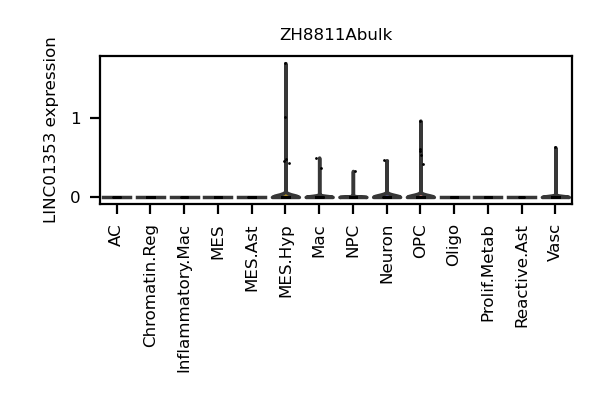 ZH8811Abulk
LINC01353 expression
1
0
AC
Chromatin.Reg
Inflammatory.Mac
MES
MES.Ast
MES.Hyp
Mac
NPC
Neuron
OPC
Oligo
Prolif.Metab
Reactive.Ast
Vasc